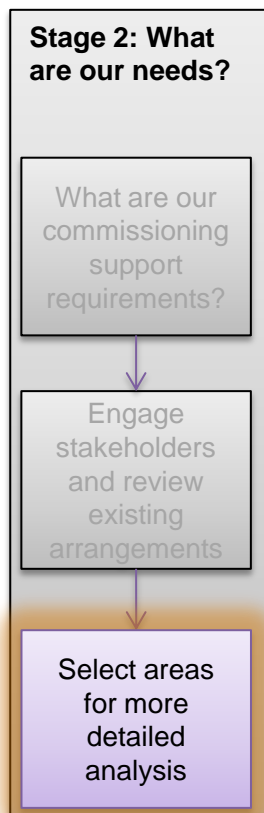 Stage 2: What
are our needs?
What are our
commissioning
support
requirements?
Engage
stakeholders
and review
existing
arrangements
Select areas
for more
detailed
analysis